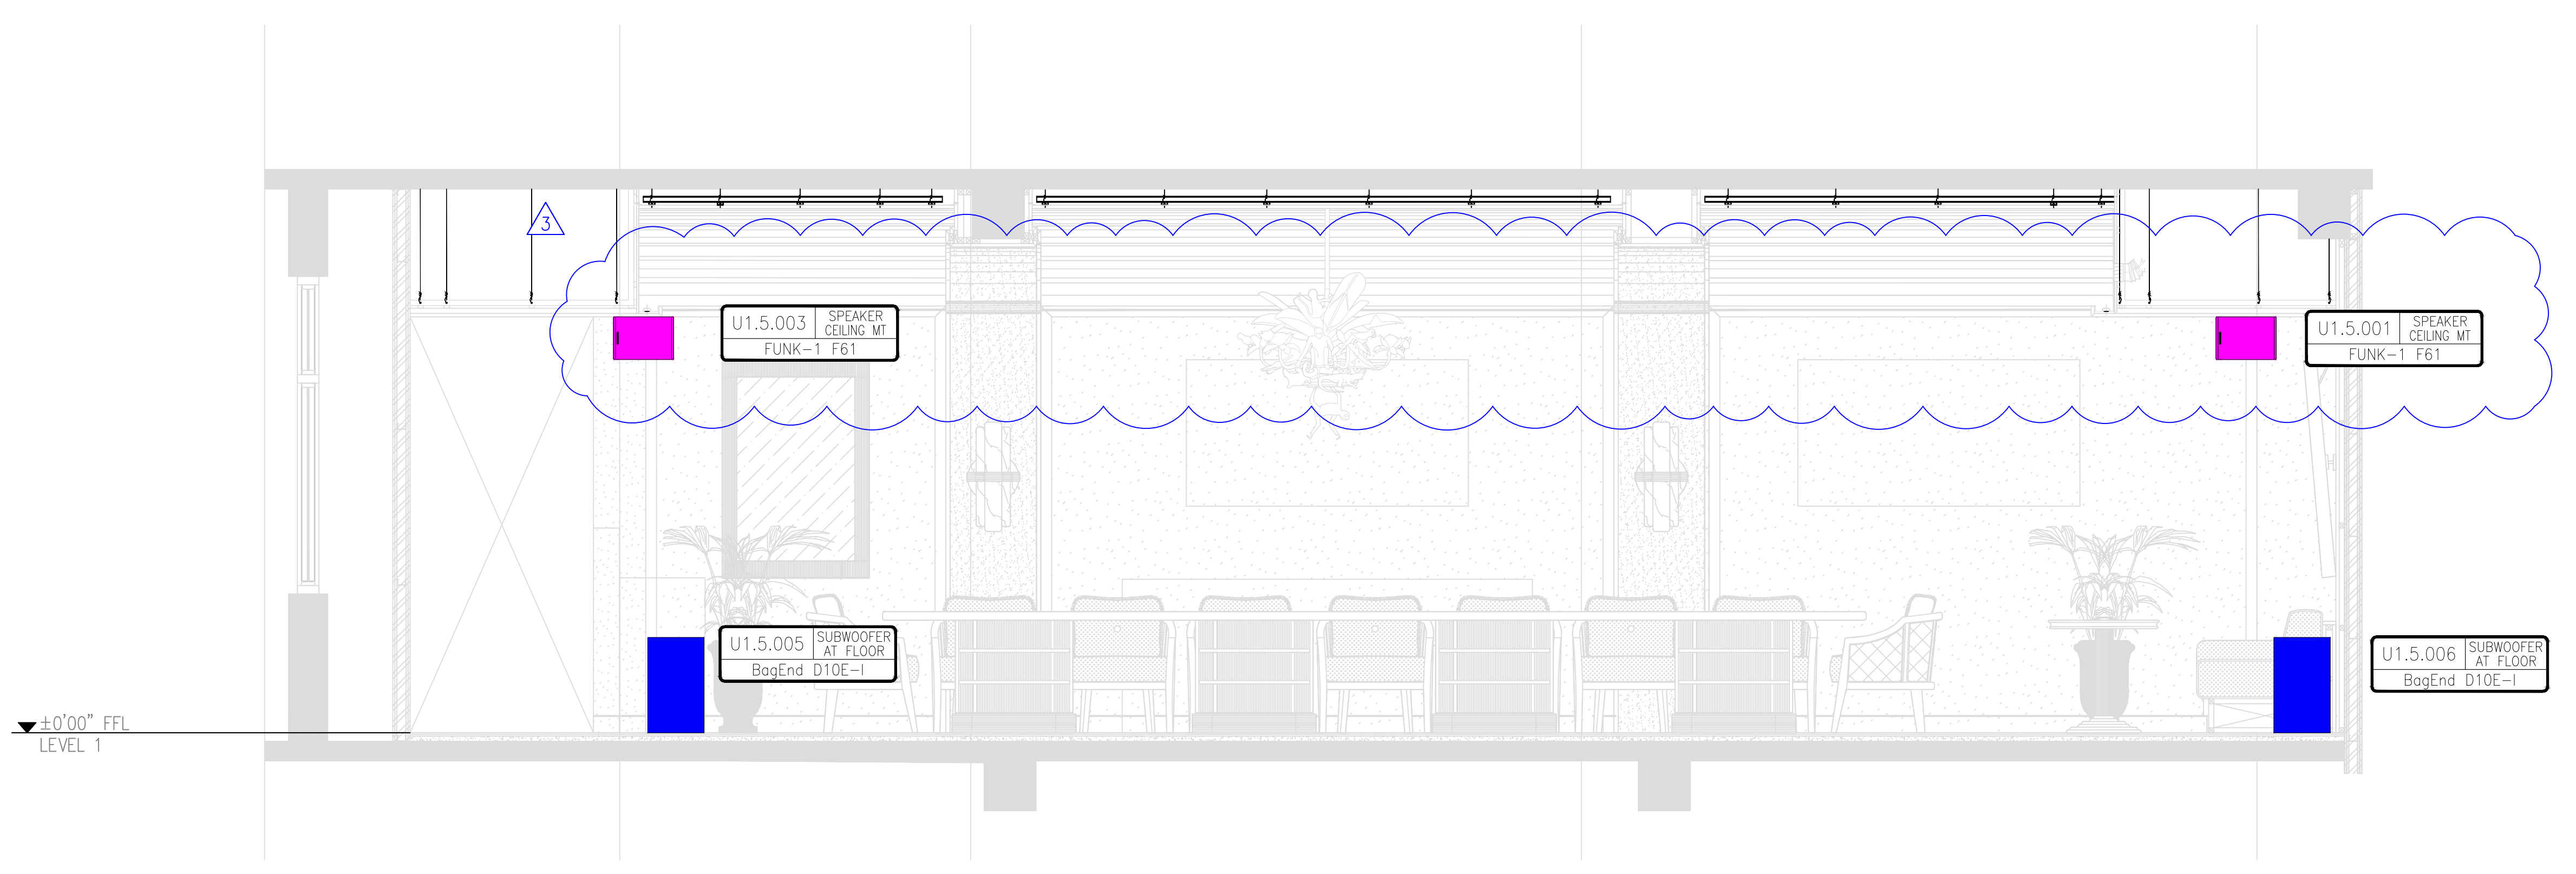 3
U1.5.003
SPEAKER
CEILING MT
FUNK-1 F61
U1.5.001
SPEAKER
CEILING MT
FUNK-1 F61
U1.5.005
SUBWOOFER
AT FLOOR
BagEnd D10E-I
U1.5.006
SUBWOOFER
AT FLOOR
BagEnd D10E-I
±0'00" FFL
LEVEL 1